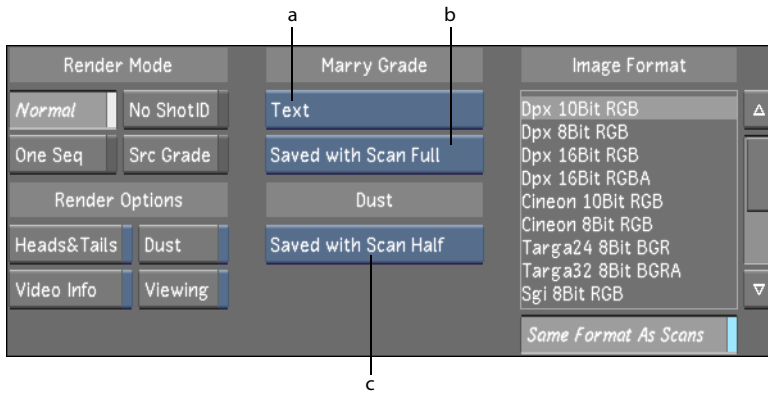 a
b
Render Mode
Marry Grade
Image Format
Normal
No ShotID
Text
Dpx 10Bit RGB
Dpx 8Bit RGB
One Seq
Src Grade
Saved with Scan Full
Dpx 16Bit RGB
Dpx 16Bit RGBA
Render Options
Dust
Cineon 10Bit RGB
Cineon 8Bit RGB
Heads&Tails
Dust
Saved with Scan Half
Targa24 8Bit BGR
Targa32 8Bit BGRA
Video Info
Viewing
Sgi 8Bit RGB
Same Format As Scans
c